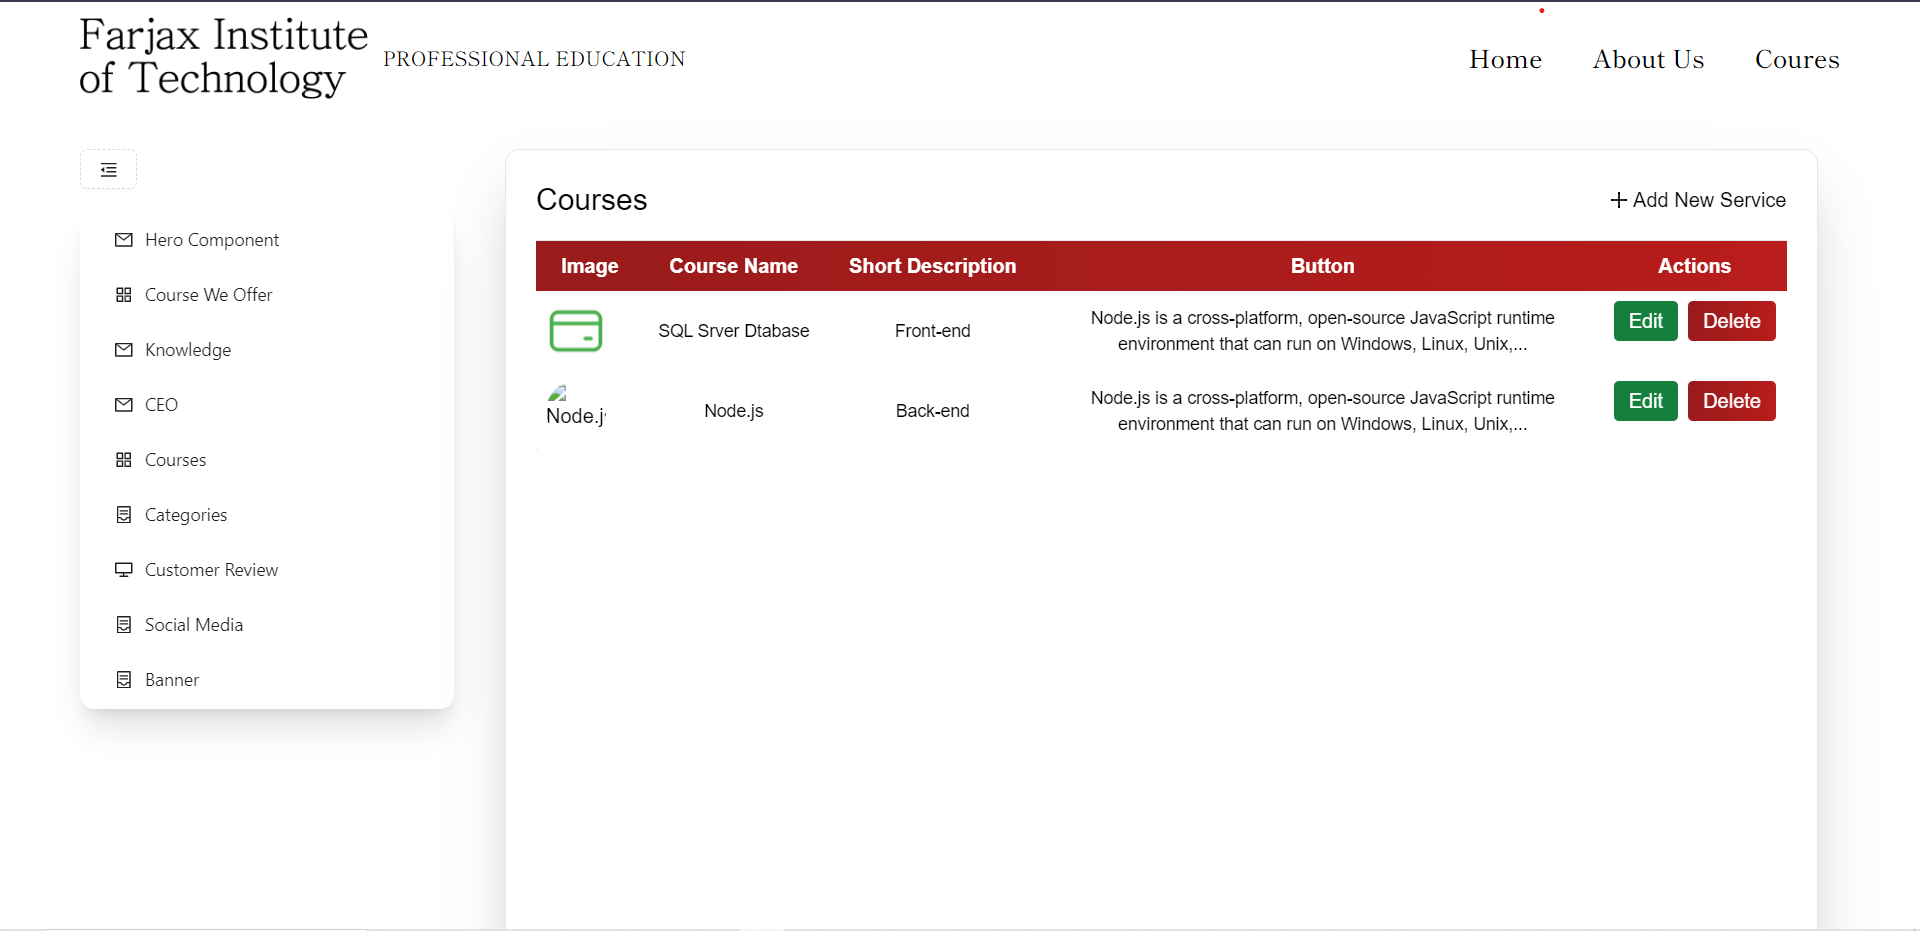 Farjax Institute
of Technology
PROFESSIONAL EDUCATION
Home
About Us
Coures
Hero Component
Course We Offer
Knowledge
CEO
Courses
Categories
Customer Review
Social Media
Banner
Courses
+ Add New Service
Image Course Name Short Description Button Actions
SQL Srver Dtabase
Front-end
Node.js is a cross-platform, open-source JavaScript runtime
environment that can run on Windows, Linux, Unix,...
Edit Delete
Node.j
Node.js
Back-end
Node.js is a cross-platform, open-source JavaScript runtime
environment that can run on Windows, Linux, Unix,...
Edit Delete